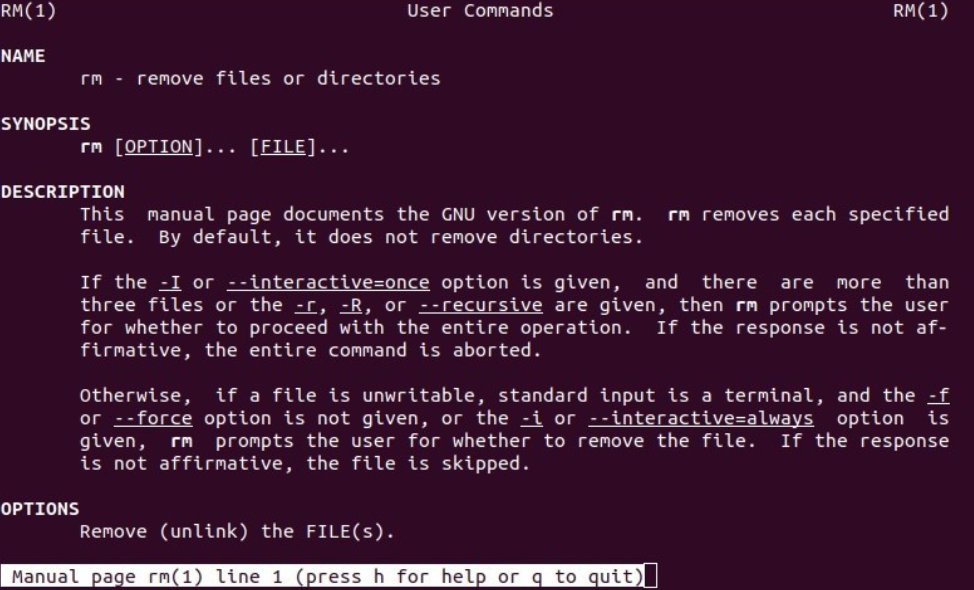 RM(1) User Commands RM(1)
NAME
rm - remove files or directories
SYNOPSIS
rm [OPTION]... [FILE]...
DESCRIPTION
This manual page documents the GNU version of rm. rm removes each specified
file. By default, it does not remove directories.
If the -I or --interactive=once option is given, and there are more than
three files or the -r, -R, or --recursive are given, then rm prompts the user
for whether to proceed with the entire operation. If the response is not af-
firmative, the entire command is aborted.
Otherwise, if a file is unwritable, standard input is a terminal, and the -f
or --force option is not given, or the -i or --interactive=always option is
given, rm prompts the user for whether to remove the file. If the response
is not affirmative, the file is skipped.
OPTIONS
Remove (unlink) the FILE(s).
Manual page rm(1) line 1 (press h for help or q to quit)